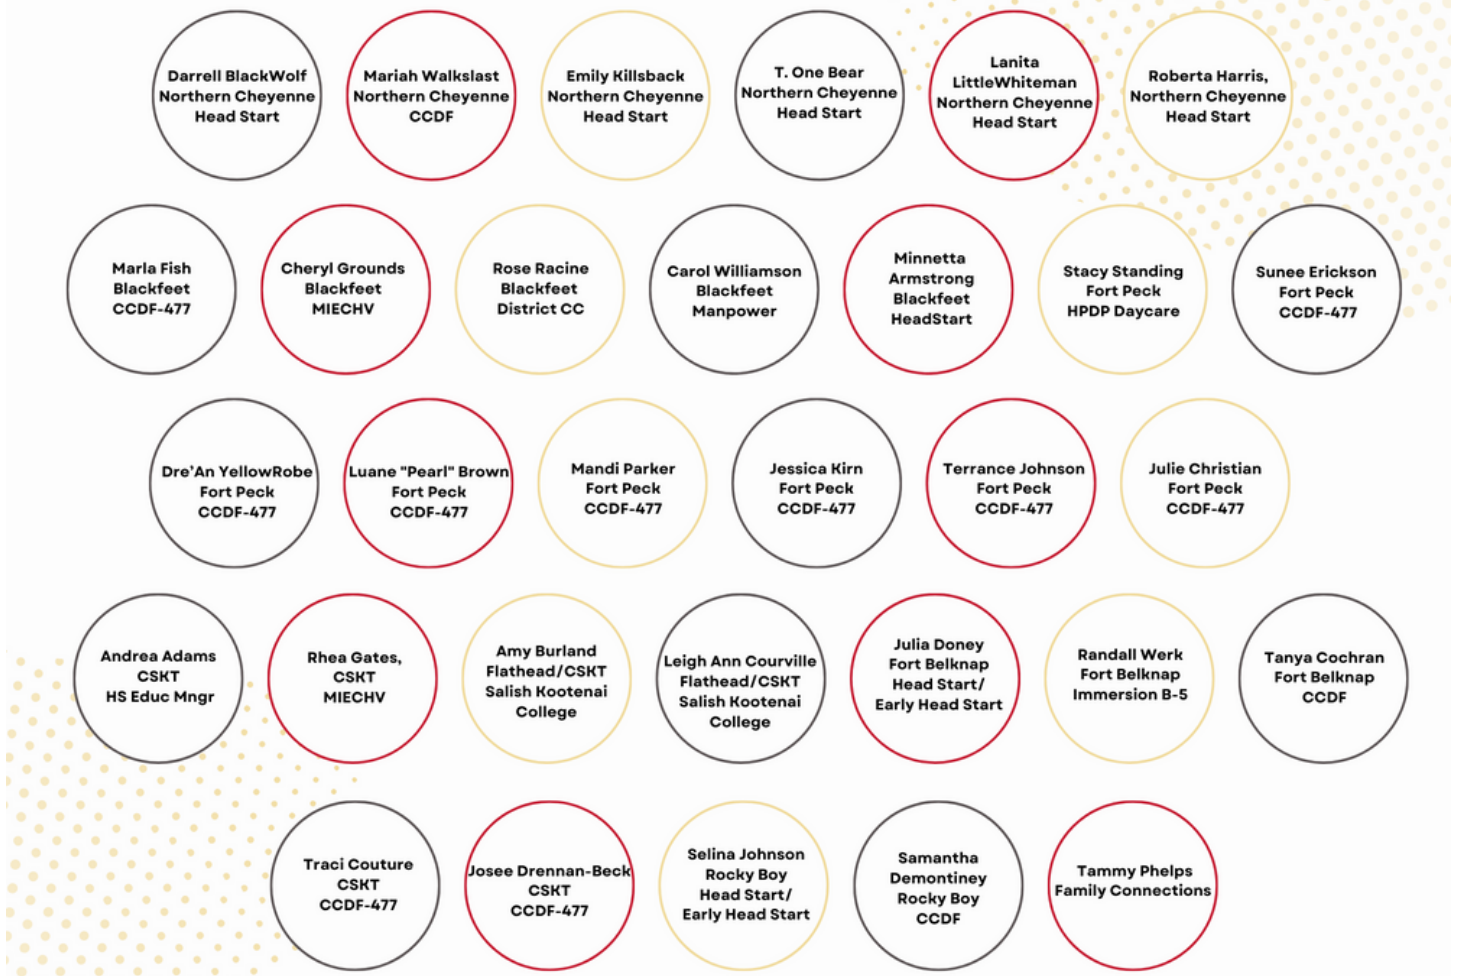 Darrell BlackWolf
Northern Cheyenne
Head Start
Mariah Walkslast
Northern Cheyenne
CCDF
Emily Killsback
Northern Cheyenne
Head Start
T. One Bear
Northern Cheyenne
Head Start
Lanita
LittleWhiteman
Northern Cheyenne
Head Start
Roberta Harris,
Northern Cheyenne
Head Start
Marla Fish
Blackfeet
CCDF-477
Cheryl Grounds
Blackfeet
MIECHV
Rose Racine
Blackfeet
District CC
Carol Williamson
Blackfeet
Manpower
Minnetta
Armstrong
Blackfeet
HeadStart
Stacy Standing
Fort Peck
HPDP Daycare
Sunee Erickson
Fort Peck
CCDF-477
Dre'An YellowRobe
Fort Peck
CCDF-477
Luane "Pearl" Brown
Fort Peck
CCDF-477
Mandi Parker
Fort Peck
CCDF-477
Jessica Kirn
Fort Peck
CCDF-477
Terrance Johnson
Fort Peck
CCDF-477
Julie Christian
Fort Peck
CCDF-477
Andrea Adams
CSKT
HS Educ Mngr
Rhea Gates,
CSKT
MIECHV
Amy Burland
Flathead/CSKT
Salish Kootenai
College
Leigh Ann Courville
Flathead/CSKT
Salish Kootenai
College
Julia Doney
Fort Belknap
Head Start/
Early Head Start
Randall Werk
Fort Belknap
Immersion B-5
Tanya Cochran
Fort Belknap
CCDF
Traci Couture
CSKT
CCDF-477
Josee Drennan-Beck
CSKT
CCDF-477
Selina Johnson
Rocky Boy
Head Start/
Early Head Start
Samantha
Demontiney
Rocky Boy
CCDF
Tammy Phelps
Family Connections